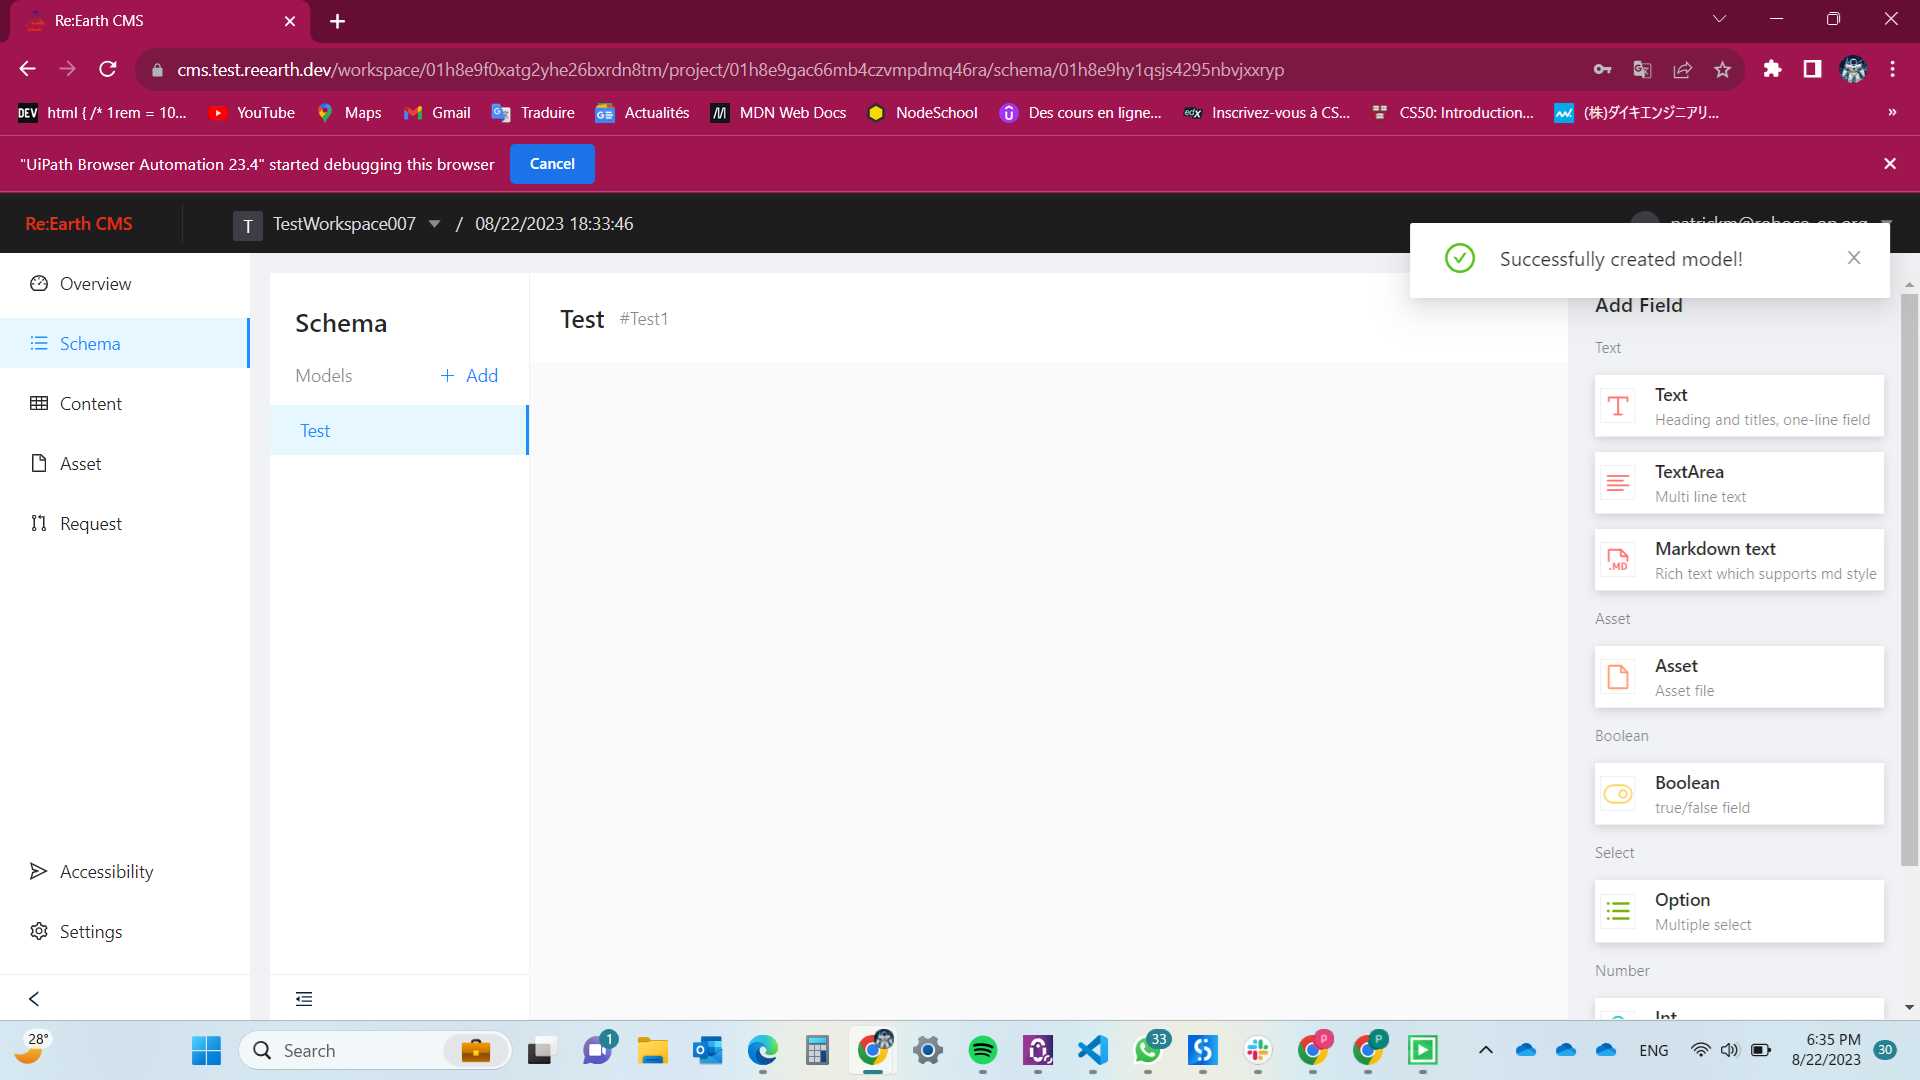 Re:Earth CMS
cms.test.reearth.dev/workspace/01h8e9f0xatg2yhe26bxrdn8tm/project/01h8e9gac66mb4czvmpdmq46ra/schema/01h8e9hy1qsjs4295nbvjxxryp
DEV html { /* 1rem = 10... YouTube Maps Gmail Traduire Actualités MDN Web Docs NodeSchool Des cours en ligne... edX Inscrivez-vous à CS... CS50: Introduction... (株)ダイキエンジニアリ... »
"UiPath Browser Automation 23.4" started debugging this browser Cancel
Re:Earth CMS T TestWorkspace007 / 08/22/2023 18:33:46
Successfully created model!
Overview
Schema
Content
Asset
Request
Accessibility
Settings
Schema
Models + Add
Test
Test #Test1
Add Field
Text
Text
Heading and titles, one-line field
TextArea
Multi line text
Markdown text
.MD
Rich text which supports md style
Asset
Asset
Asset file
Boolean
Boolean
true/false field
Select
Option
Multiple select
Number
Int
28°
Search
1
33
P
P
ENG
6:35 PM
8/22/2023
30